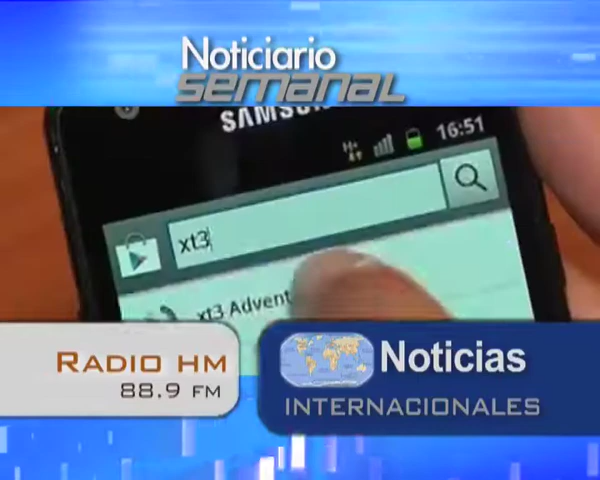 Noticiario
semanal
SAMSUNG
H+
16:51
xt3
xt3 Advent
RADIO HM
88.9 FM
Noticias
INTERNACIONALES